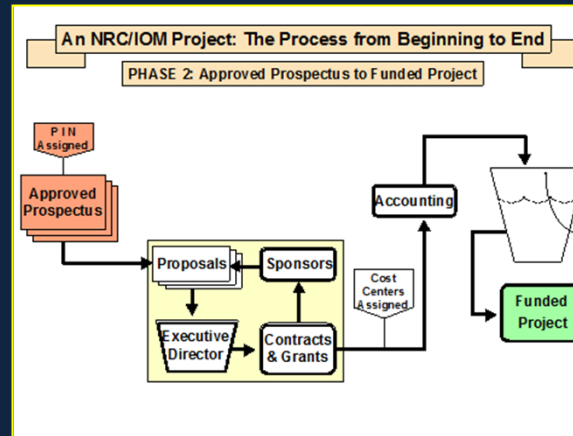 An NRC/IOM Project: The Process from Beginning to End
PHASE 2: Approved Prospectus to Funded Project
PIN
Assigned
Approved
Prospectus
Accounting
Proposals
Sponsors
Cost
Centers
Assigned
Executive
Director
Contracts
& Grants
Funded
Project